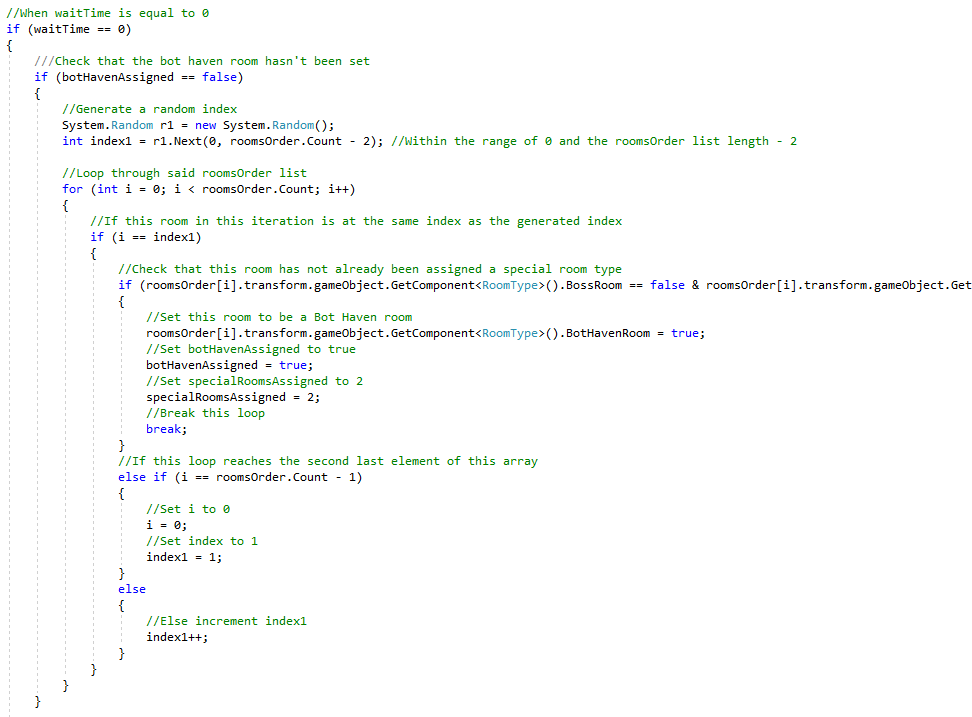 //When waitTime is equal to 0
if (waitTime == 0)
{
///Check that the bot haven room hasn't been set
if (botHavenAssigned == false)
{
//Generate a random index
System.Random r1 = new System.Random();
int index1 = r1.Next(0, roomsOrder.Count - 2); //Within the range of 0 and the roomsOrder list length - 2
//Loop through said roomsOrder list
for (int i = 0; i < roomsOrder.Count; i++)
{
//If this room in this iteration is at the same index as the generated index
if (i == index1)
{
//Check that this room has not already been assigned a special room type
if (roomsOrder[i].transform.gameObject.GetComponent<RoomType>().BossRoom == false & roomsOrder[i].transform.gameObject.Get
{
//Set this room to be a Bot Haven room
roomsOrder[i].transform.gameObject.GetComponent<RoomType>().BotHavenRoom = true;
//Set botHavenAssigned to true
botHavenAssigned = true;
//Set specialRoomsAssigned to 2
specialRoomsAssigned = 2;
//Break this loop
break;
}
//If this loop reaches the second last element of this array
else if (i == roomsOrder.Count - 1)
{
//Set i to 0
i = 0;
//Set index to 1
index1 = 1;
}
else
{
//Else increment index1
index1++;
}
}
}
}